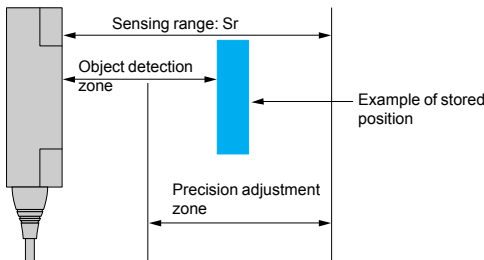 Sensing range: Sr
Object detection
zone
Example of stored
position
Precision adjustment
zone